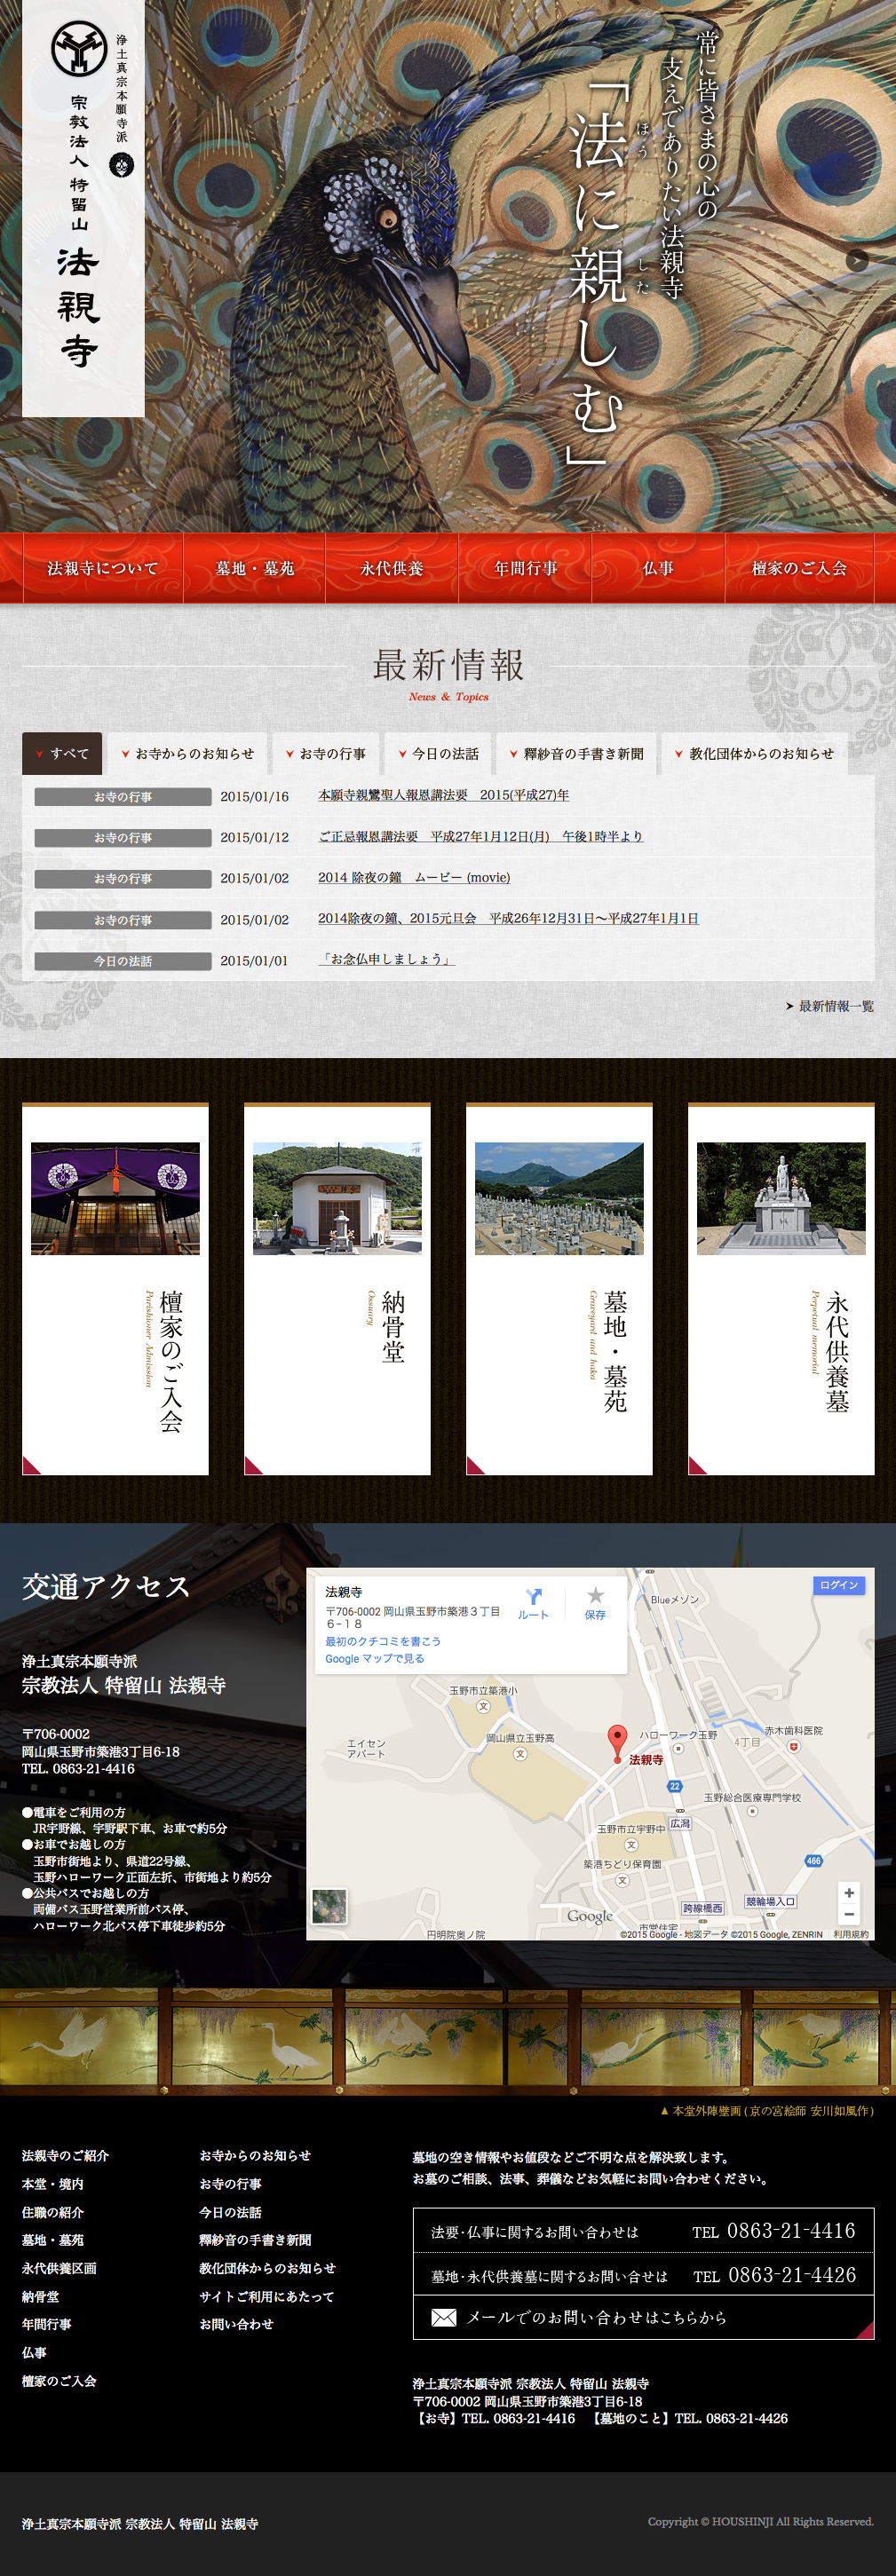 浄土真宗本願寺派
宗教法人 特留山 法親寺
常に皆さまの心の
支えでありたい法親寺
「法に親しむ」
ほう
した
法親寺について
墓地・墓苑
永代供養
年間行事
仏事
檀家のご入会
最新情報
News & Topics
すべて
お寺からのお知らせ
お寺の行事
今日の法話
釋紗音の手書き新聞
教化団体からのお知らせ
お寺の行事 2015/01/16 本願寺親鸞聖人報恩講法要　2015(平成27)年
お寺の行事 2015/01/12 ご正忌報恩講法要　平成27年1月12日(月)　午後1時半より
お寺の行事 2015/01/02 2014 除夜の鐘　ムービー (movie)
お寺の行事 2015/01/02 2014除夜の鐘、2015元旦会　平成26年12月31日～平成27年1月1日
今日の法話 2015/01/01 「お念仏申しましょう」
最新情報一覧
檀家のご入会
Parishioner Admission
納骨堂
Ossuary
墓地・墓苑
Graveyard and haka
永代供養墓
Perpetual memorial
交通アクセス
浄土真宗本願寺派
宗教法人 特留山 法親寺
〒706-0002
岡山県玉野市築港3丁目6-18
TEL. 0863-21-4416
●電車をご利用の方
JR宇野線、宇野駅下車、お車で約5分
●お車でお越しの方
玉野市街地より、県道22号線、
玉野ハローワーク正面左折、市街地より約5分
●公共バスでお越しの方
両備バス玉野営業所前バス停、
ハローワーク北バス停下車徒歩約5分
法親寺
〒706-0002 岡山県玉野市築港３丁目
６−１８
最初のクチコミを書こう
Google マップで見る
ルート
保存
ログイン
Blueメゾン
玉野市立築港小
文
岡山県立玉野高
文
エイセン
アパート
ハローワーク玉野
4丁目
赤木歯科医院
法親寺
22
玉野総合医療専門学校
広潟
玉野市立宇野中
文
築港ちどり保育園
文
466
跨線橋西
競輪場入口
市営住宅
円明院奥ノ院
Google
+
−
©2015 Google - 地図データ ©2015 Google, ZENRIN
利用規約
▲ 本堂外陣壁画 (京の宮絵師 安川如風作)
法親寺のご紹介
本堂・境内
住職の紹介
墓地・墓苑
永代供養区画
納骨堂
年間行事
仏事
檀家のご入会
お寺からのお知らせ
お寺の行事
今日の法話
釋紗音の手書き新聞
教化団体からのお知らせ
サイトご利用にあたって
お問い合わせ
墓地の空き情報やお値段などご不明な点を解決致します。
お墓のご相談、法事、葬儀などお気軽にお問い合わせください。
法要・仏事に関するお問い合わせは TEL 0863-21-4416
墓地・永代供養墓に関するお問い合せは TEL 0863-21-4426
メールでのお問い合わせはこちらから
浄土真宗本願寺派 宗教法人 特留山 法親寺
〒706-0002 岡山県玉野市築港3丁目6-18
【お寺】TEL. 0863-21-4416　【墓地のこと】TEL. 0863-21-4426
浄土真宗本願寺派 宗教法人 特留山 法親寺
Copyright © HOUSHINJI All Rights Reserved.